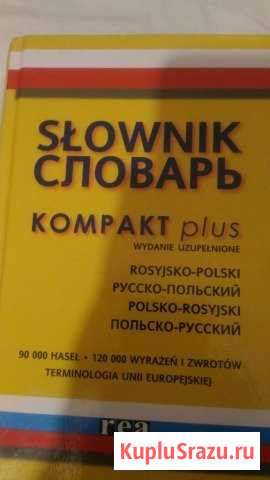 SŁOWNIK
СЛОВАРЬ
KOMPAKT plus
WYDANIE UZUPEŁNIONE
ROSYJSKO-POLSKI
РУССКО-ПОЛЬСКИЙ
POLSKO-ROSYJSKI
ПОЛЬСКО-РУССКИЙ
90 000 HASEŁ • 120 000 WYRAŻEŃ I ZWROTÓW
TERMINOLOGIA UNII EUROPEJSKIEJ
rea
KupluSrazu.ru